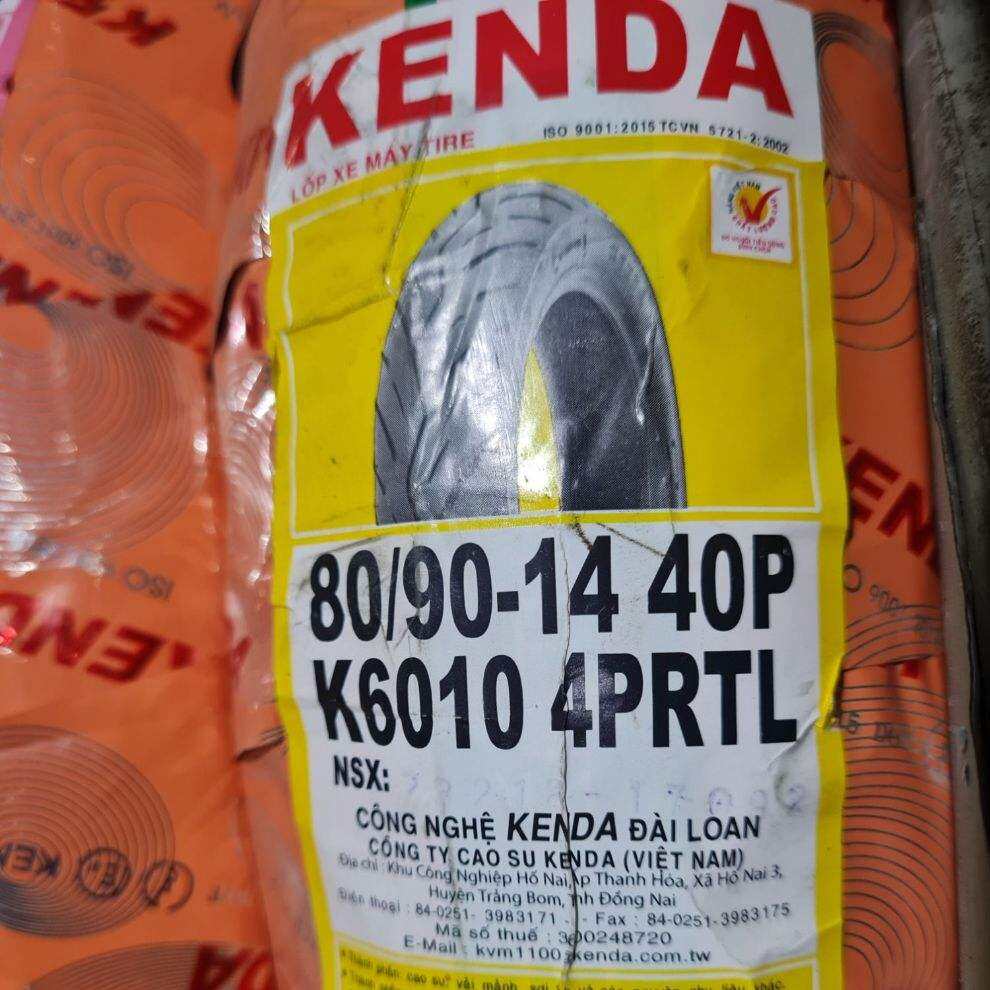 KENDA
LỐP XE MÁY TIRE
ISO 9001:2015 TCVN 5721-2:2002
80/90-14 40P
K6010 4PRTL
NSX:
CÔNG NGHỆ KENDA ĐÀI LOAN
CÔNG TY CAO SU KENDA (VIỆT NAM)
Địa chỉ : Khu Công Nghiệp Hố Nai, ấp Thanh Hóa, Xã Hố Nai 3,
Huyện Trảng Bom, tỉnh Đồng Nai
Điện thoại : 84-0251- 3983171 - Fax : 84-0251-3983175
Mã số thuế : 3600248720
E-Mail : kvm1100@kenda.com.tw
KENDA
KENDA
KENDA